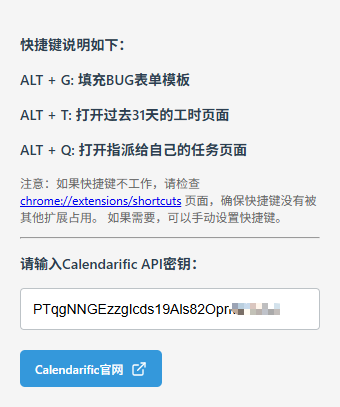 快捷键说明如下：
ALT + G: 填充BUG表单模板
ALT + T: 打开过去31天的工时页面
ALT + Q: 打开指派给自己的任务页面
注意：如果快捷键不工作，请检查
chrome://extensions/shortcuts 页面，确保快捷键没有被
其他扩展占用。 如果需要，可以手动设置快捷键。
请输入Calendarific API密钥：
Calendarific官网